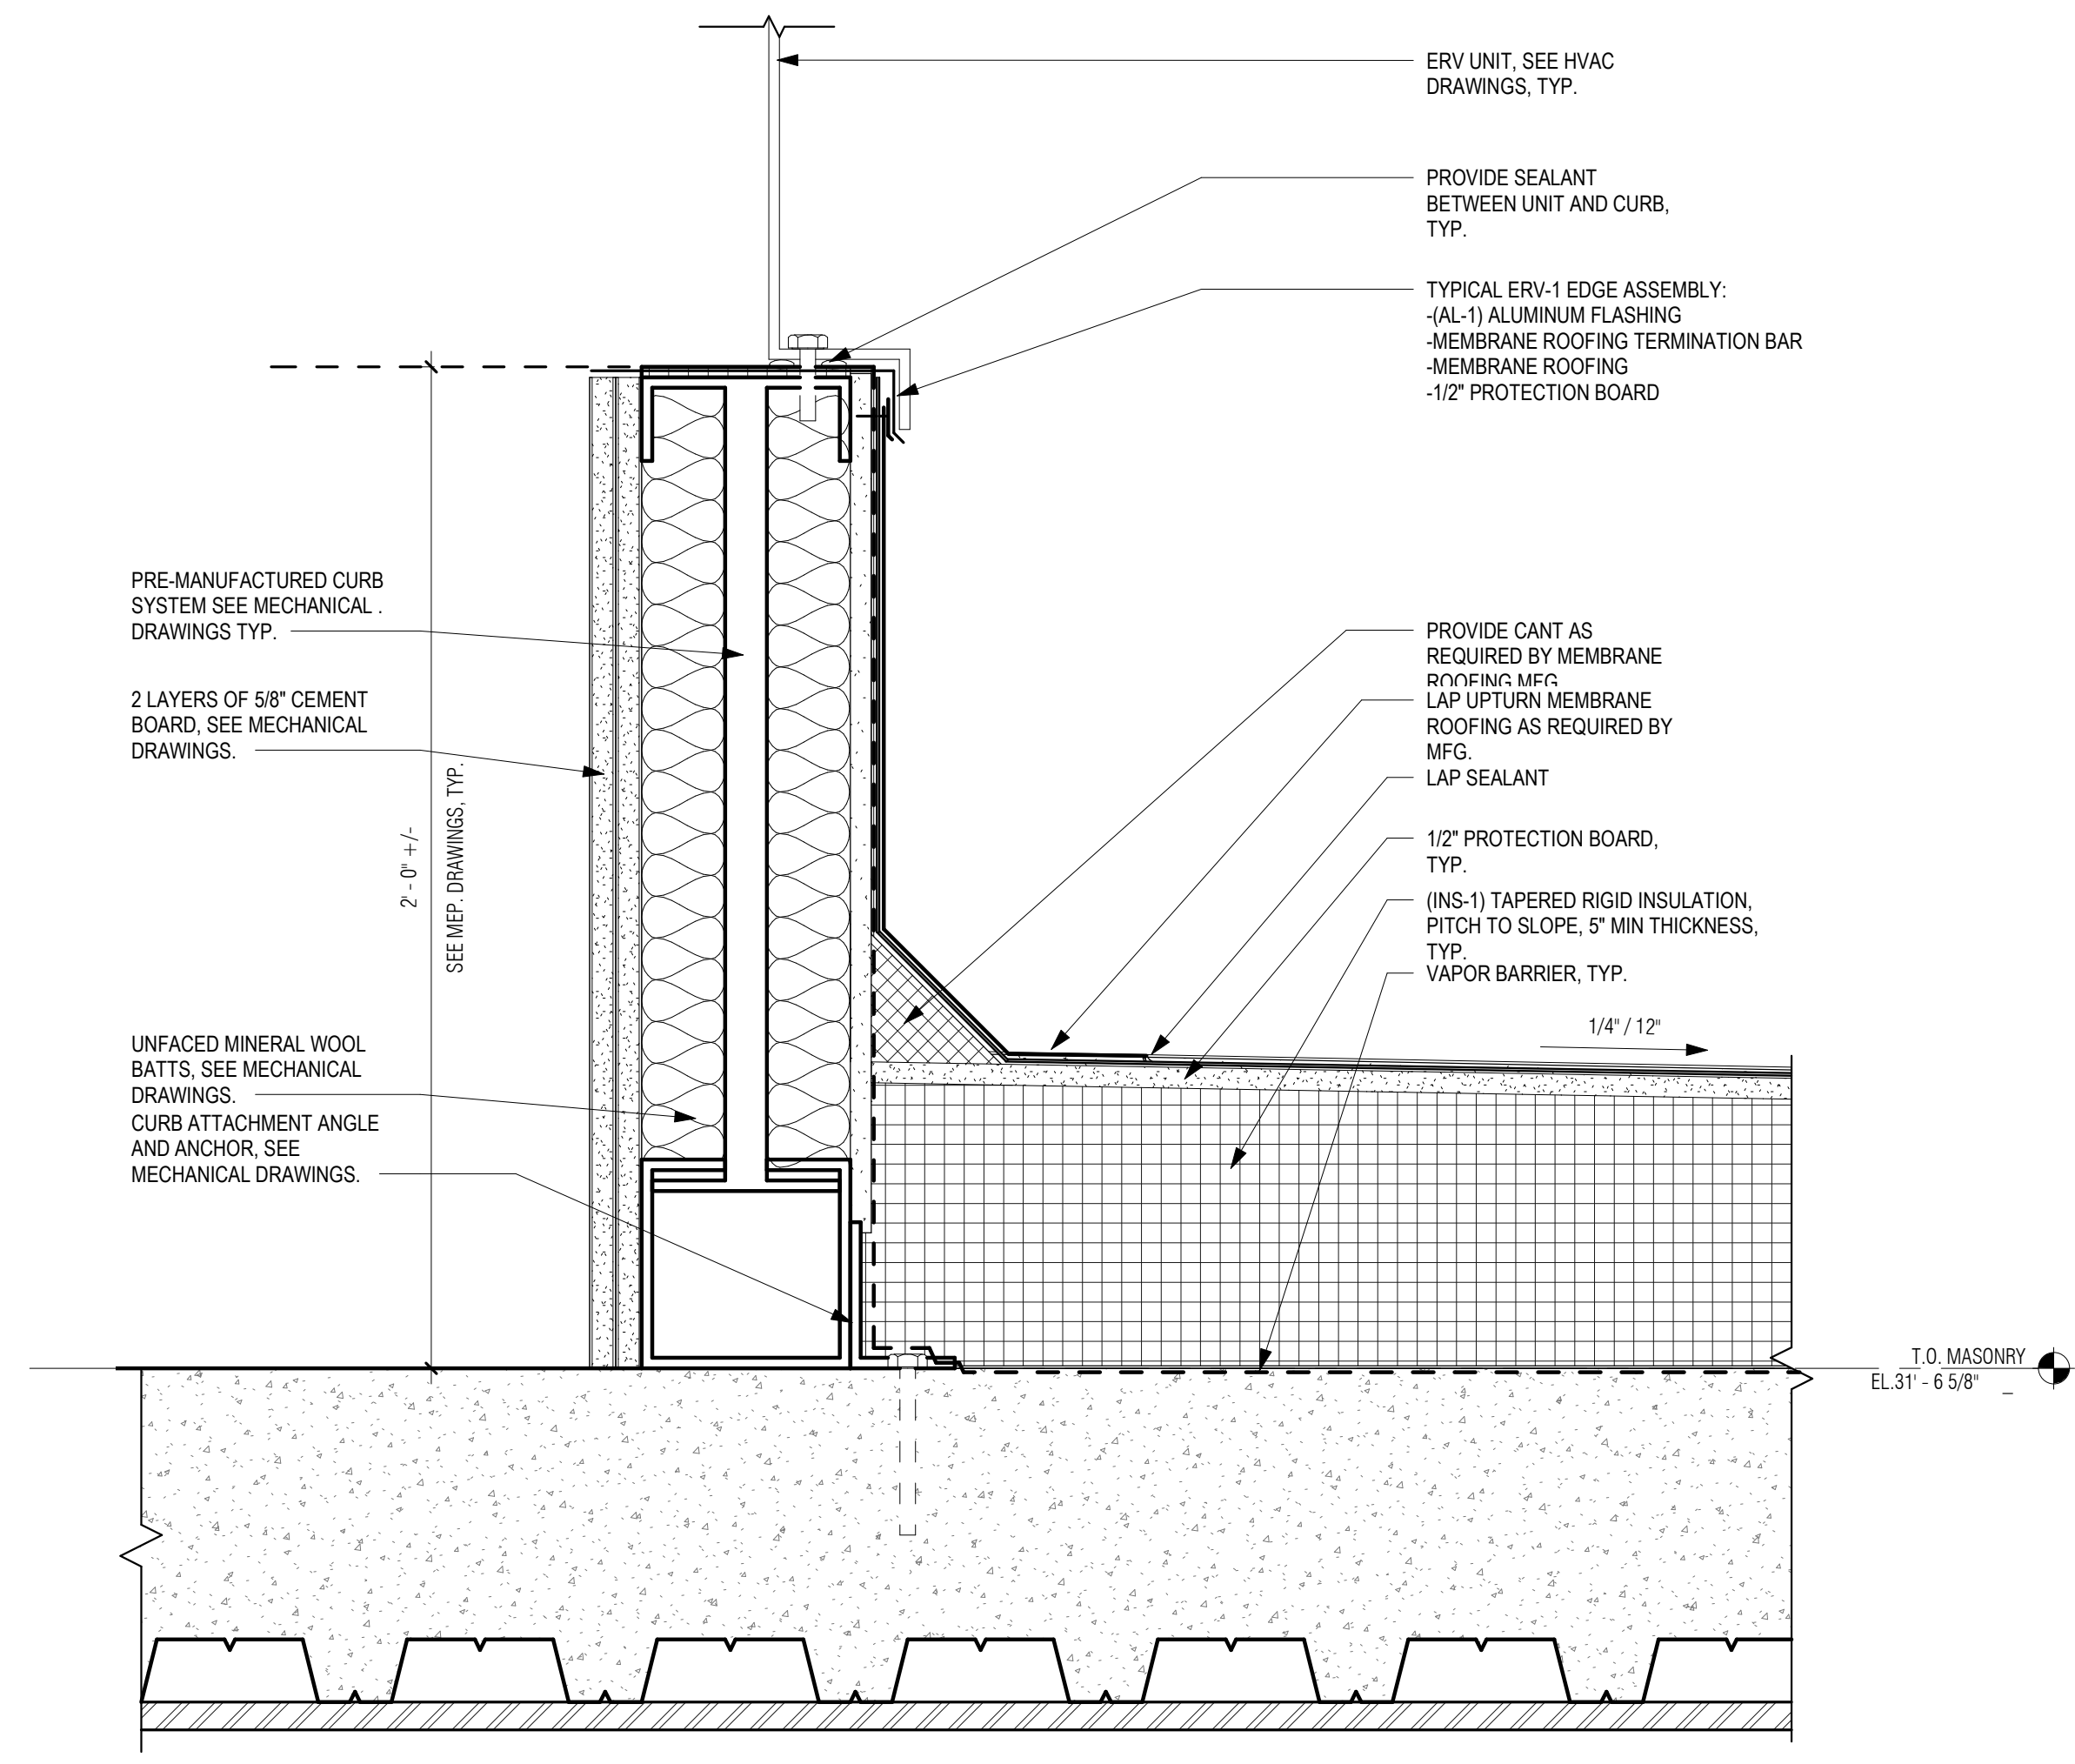 ERV UNIT, SEE HVAC
DRAWINGS, TYP.
PROVIDE SEALANT
BETWEEN UNIT AND CURB,
TYP.
TYPICAL ERV-1 EDGE ASSEMBLY:
-(AL-1) ALUMINUM FLASHING
-MEMBRANE ROOFING TERMINATION BAR
-MEMBRANE ROOFING
-1/2" PROTECTION BOARD
PRE-MANUFACTURED CURB
SYSTEM SEE MECHANICAL .
DRAWINGS TYP.
2 LAYERS OF 5/8" CEMENT
BOARD, SEE MECHANICAL
DRAWINGS.
2' - 0" +/-
SEE MEP. DRAWINGS, TYP.
UNFACED MINERAL WOOL
BATTS, SEE MECHANICAL
DRAWINGS.
CURB ATTACHMENT ANGLE
AND ANCHOR, SEE
MECHANICAL DRAWINGS.
PROVIDE CANT AS
REQUIRED BY MEMBRANE
ROOFING MFG
LAP UPTURN MEMBRANE
ROOFING AS REQUIRED BY
MFG.
LAP SEALANT
1/2" PROTECTION BOARD,
TYP.
(INS-1) TAPERED RIGID INSULATION,
PITCH TO SLOPE, 5" MIN THICKNESS,
TYP.
VAPOR BARRIER, TYP.
1/4" / 12"
T.O. MASONRY
EL.31' - 6 5/8"